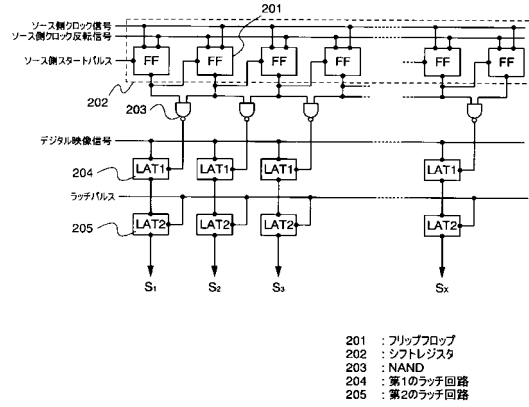 201
ソース側クロック信号
ソース側クロック反転信号
FF FF FF FF FF FF
ソース側スタートパルス
202
203
デジタル映像信号
LAT1 LAT1 LAT1 LAT1
204
ラッチパルス
LAT2 LAT2 LAT2 LAT2
205
S1 S2 S3 Sx
201 : フリップフロップ
202 : シフトレジスタ
203 : NAND
204 : 第1のラッチ回路
205 : 第2のラッチ回路